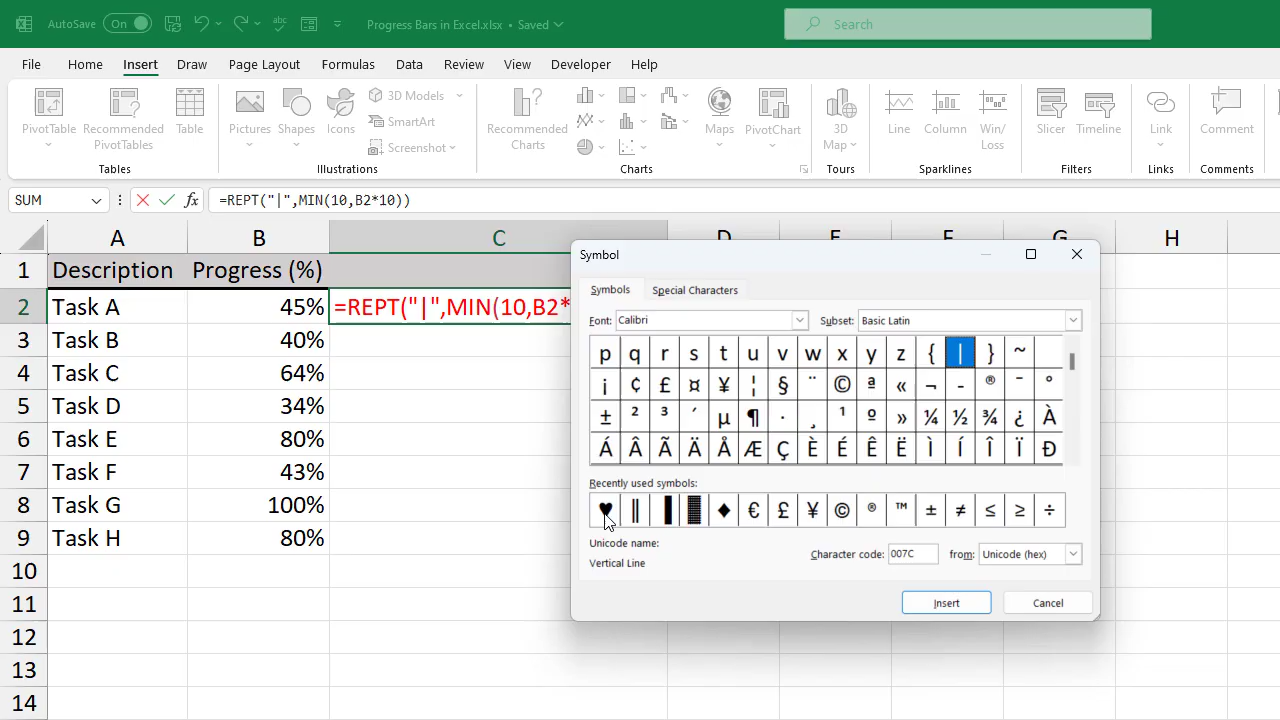 AutoSave On Progress Bars in Excel.xlsx • Saved Search
File Home Insert Draw Page Layout Formulas Data Review View Developer Help
PivotTable Recommended PivotTables Table
Tables
Pictures Shapes Icons 3D Models SmartArt Screenshot
Illustrations
Recommended Charts Maps PivotChart
Charts
3D Map
Tours
Line Column Win/Loss
Sparklines
Slicer Timeline
Filters
Link
Links
Comment
Comments
SUM fx =REPT("|",MIN(10,B2*10))
A B C D E F G H
1 Description Progress (%)
2 Task A 45% =REPT("|",MIN(10,B2*
3 Task B 40%
4 Task C 64%
5 Task D 34%
6 Task E 80%
7 Task F 43%
8 Task G 100%
9 Task H 80%
10
11
12
13
14
Symbol
Symbols Special Characters
Font: Calibri Subset: Basic Latin
p q r s t u v w x y z { | } ~
¡ ¢ £ ¤ ¥ ¦ § ¨ © ª « ¬ - ® ¯ °
± ² ³ ´ µ ¶ · ¸ ¹ º » ¼ ½ ¾ ¿ À
Á Â Ã Ä Å Æ Ç È É Ê Ë Ì Í Î Ï Ð
Recently used symbols:
♥ ║ ▐ ▓ ♦ € £ ¥ © ® ™ ± ≠ ≤ ≥ ÷
Unicode name:
Vertical Line
Character code: 007C from: Unicode (hex)
Insert Cancel